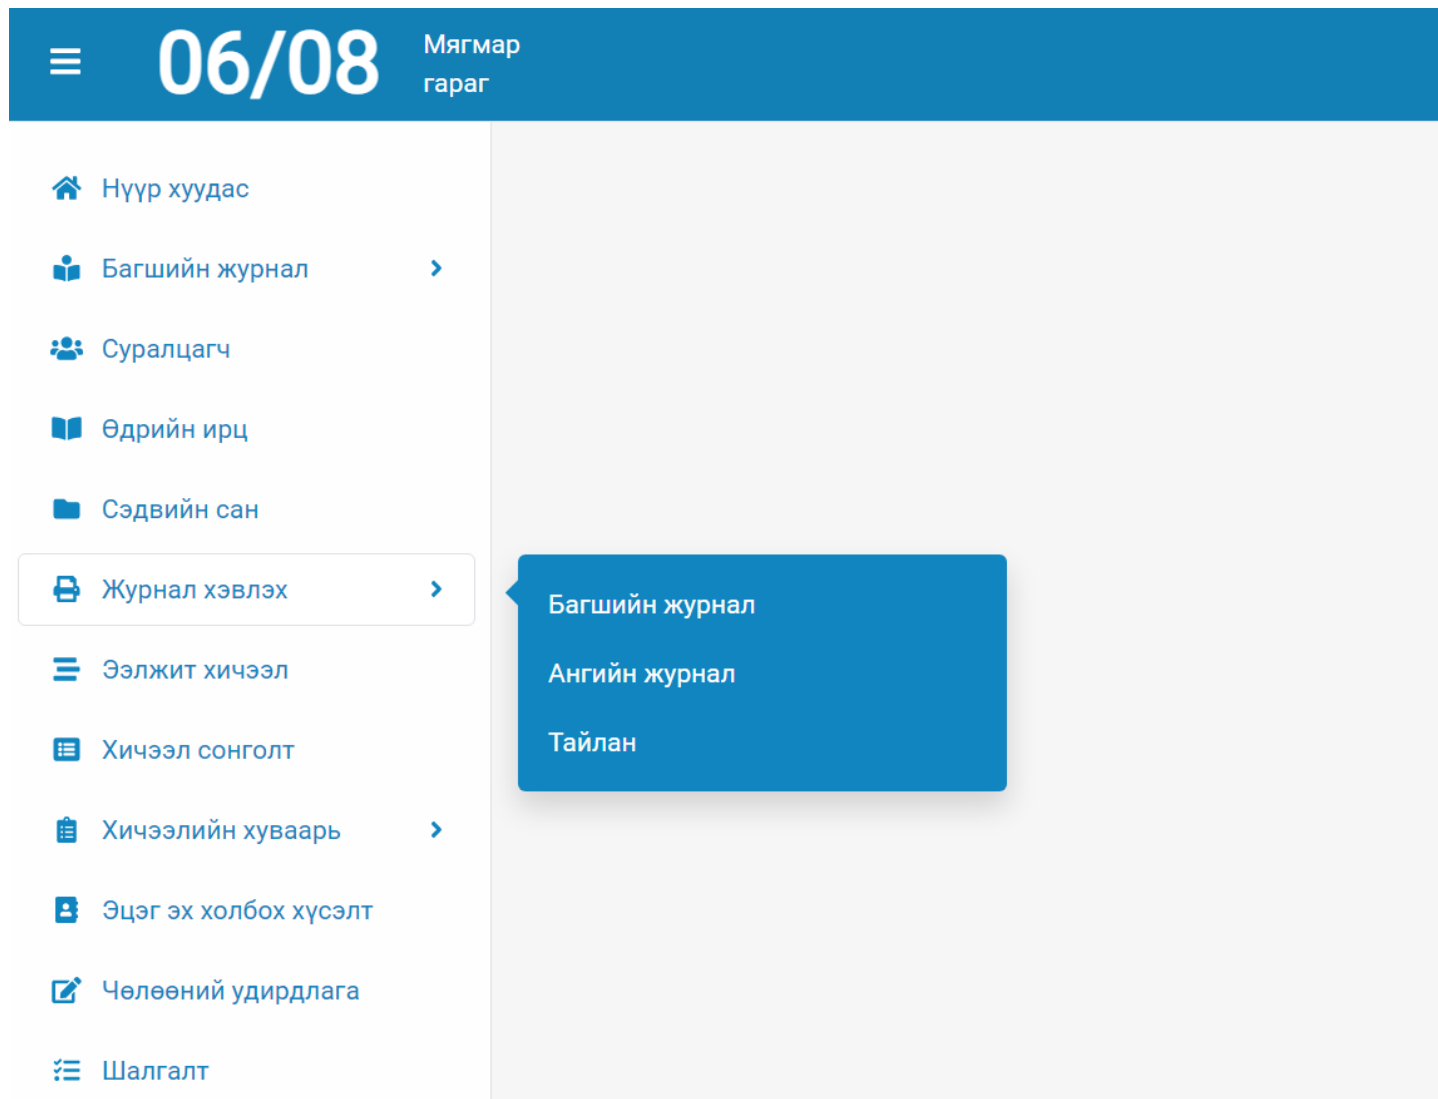 06/08
Мягмар
гараг
Нүүр хуудас
Багшийн журнал
Суралцагч
Өдрийн ирц
Сэдвийн сан
Журнал хэвлэх
Багшийн журнал
Ангийн журнал
Тайлан
Ээлжит хичээл
Хичээл сонголт
Хичээлийн хуваарь
Эцэг эх холбох хүсэлт
Чөлөөний удирдлага
Шалгалт